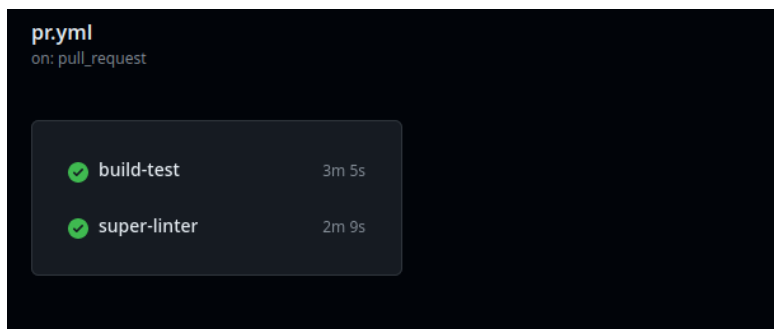 pr.yml
on: pull_request
build-test 3m 5s
super-linter 2m 9s